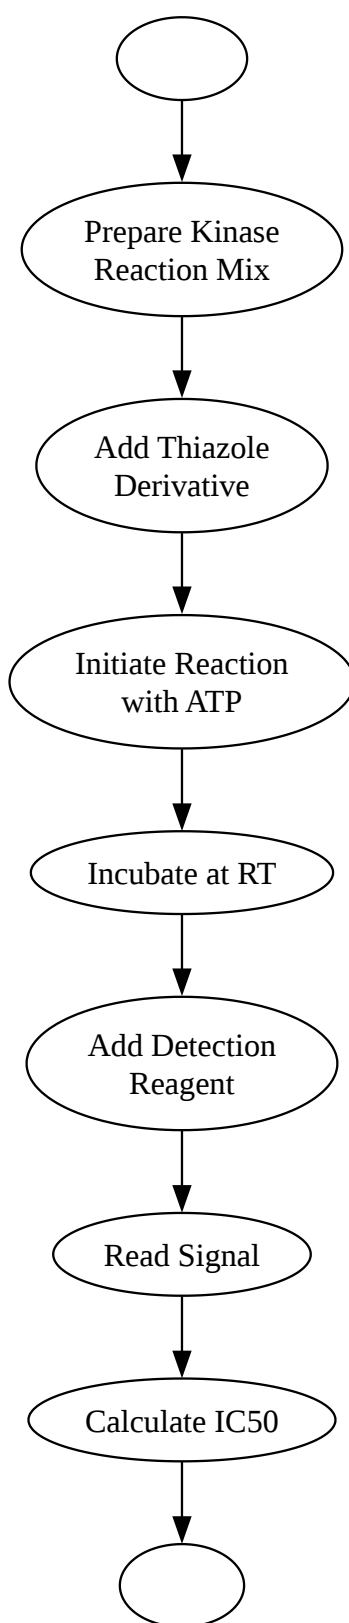 Prepare Kinase
Reaction Mix
Add Thiazole
Derivative
Initiate Reaction
with ATP
Incubate at RT
Add Detection
Reagent
Read Signal
Calculate IC50